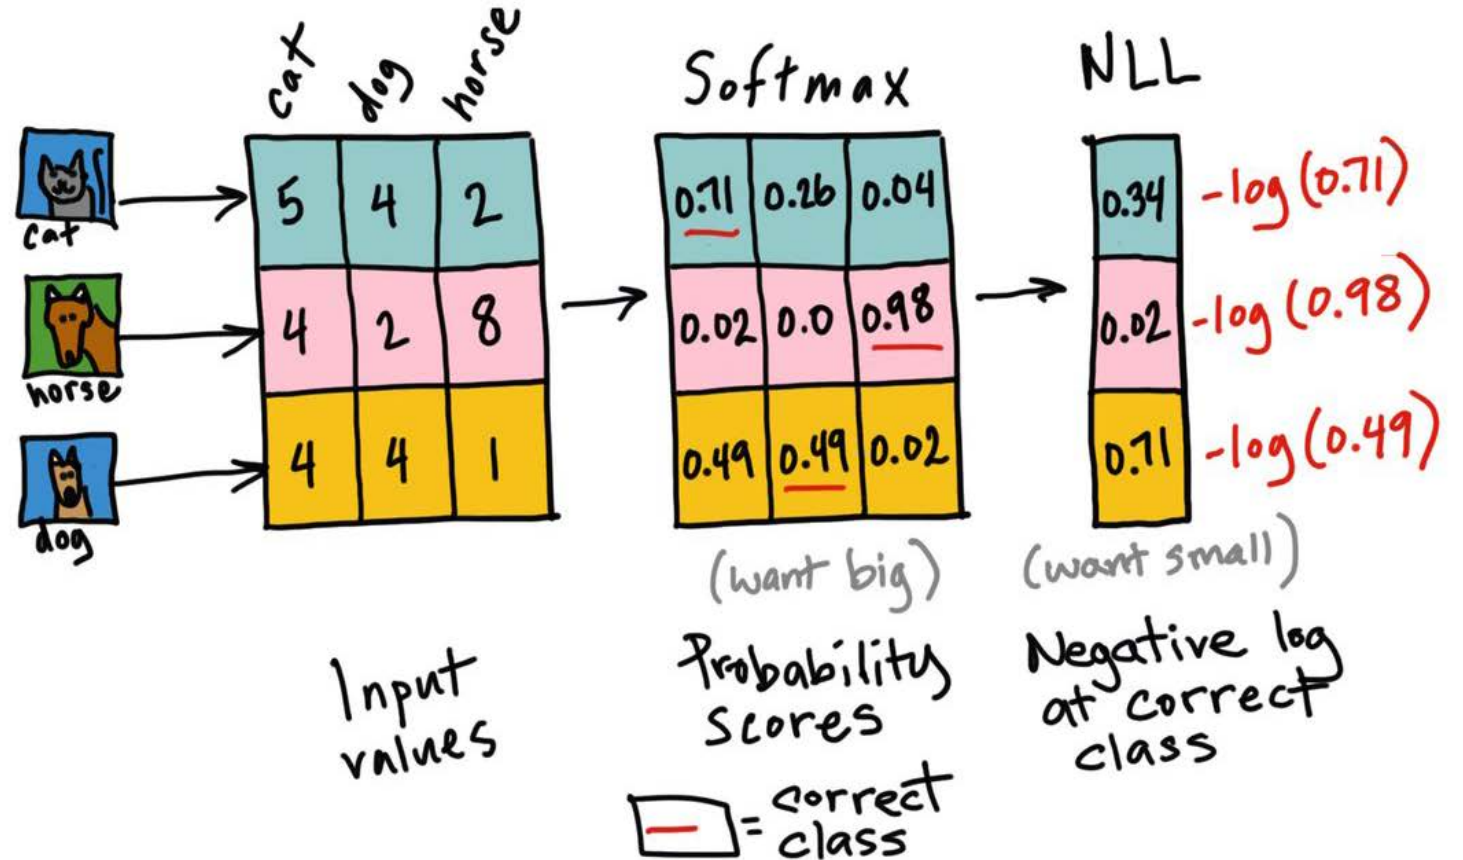 cat dog horse
Softmax
NLL
cat
5 4 2
0.71 0.26 0.04
0.34
-log (0.71)
horse
4 2 8
0.02 0.0 0.98
0.02
-log (0.98)
dog
4 4 1
0.49 0.49 0.02
0.71
-log (0.49)
(want big)
(want small)
Input
values
Probability
scores
Negative log
at correct
class
= correct
class